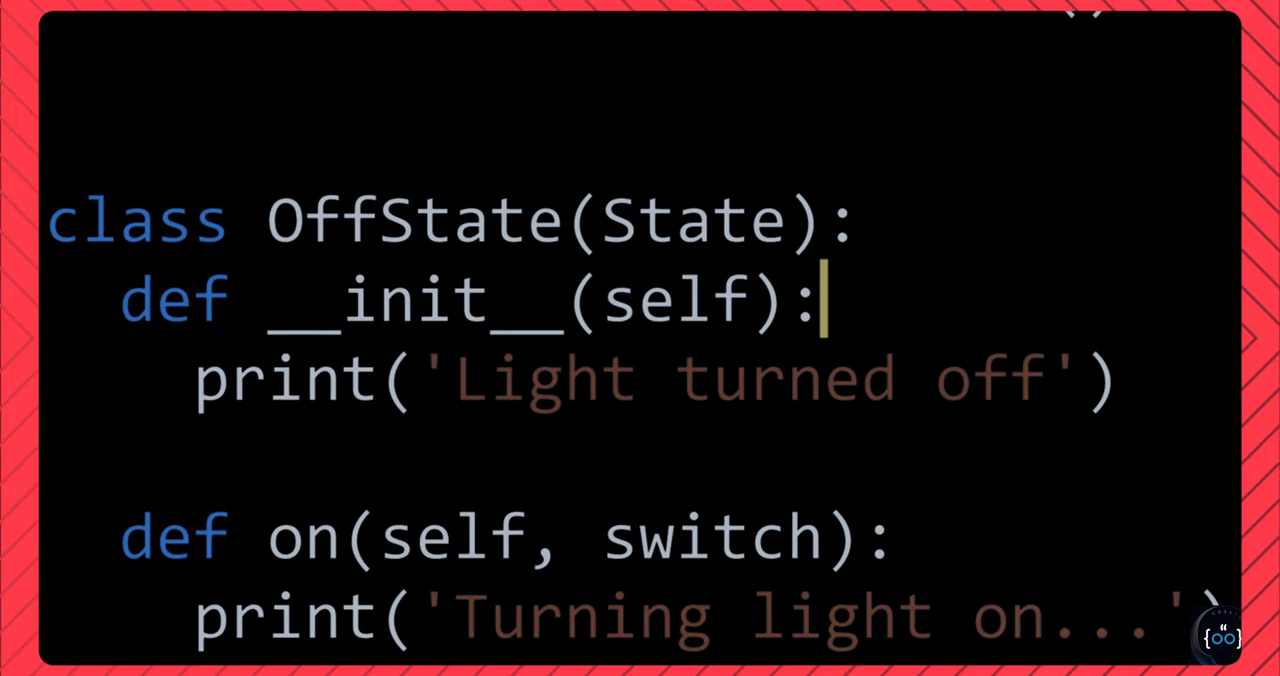 class OffState(State):
  def __init__(self):
    print('Light turned off')
  def on(self, switch):
    print('Turning light on...')